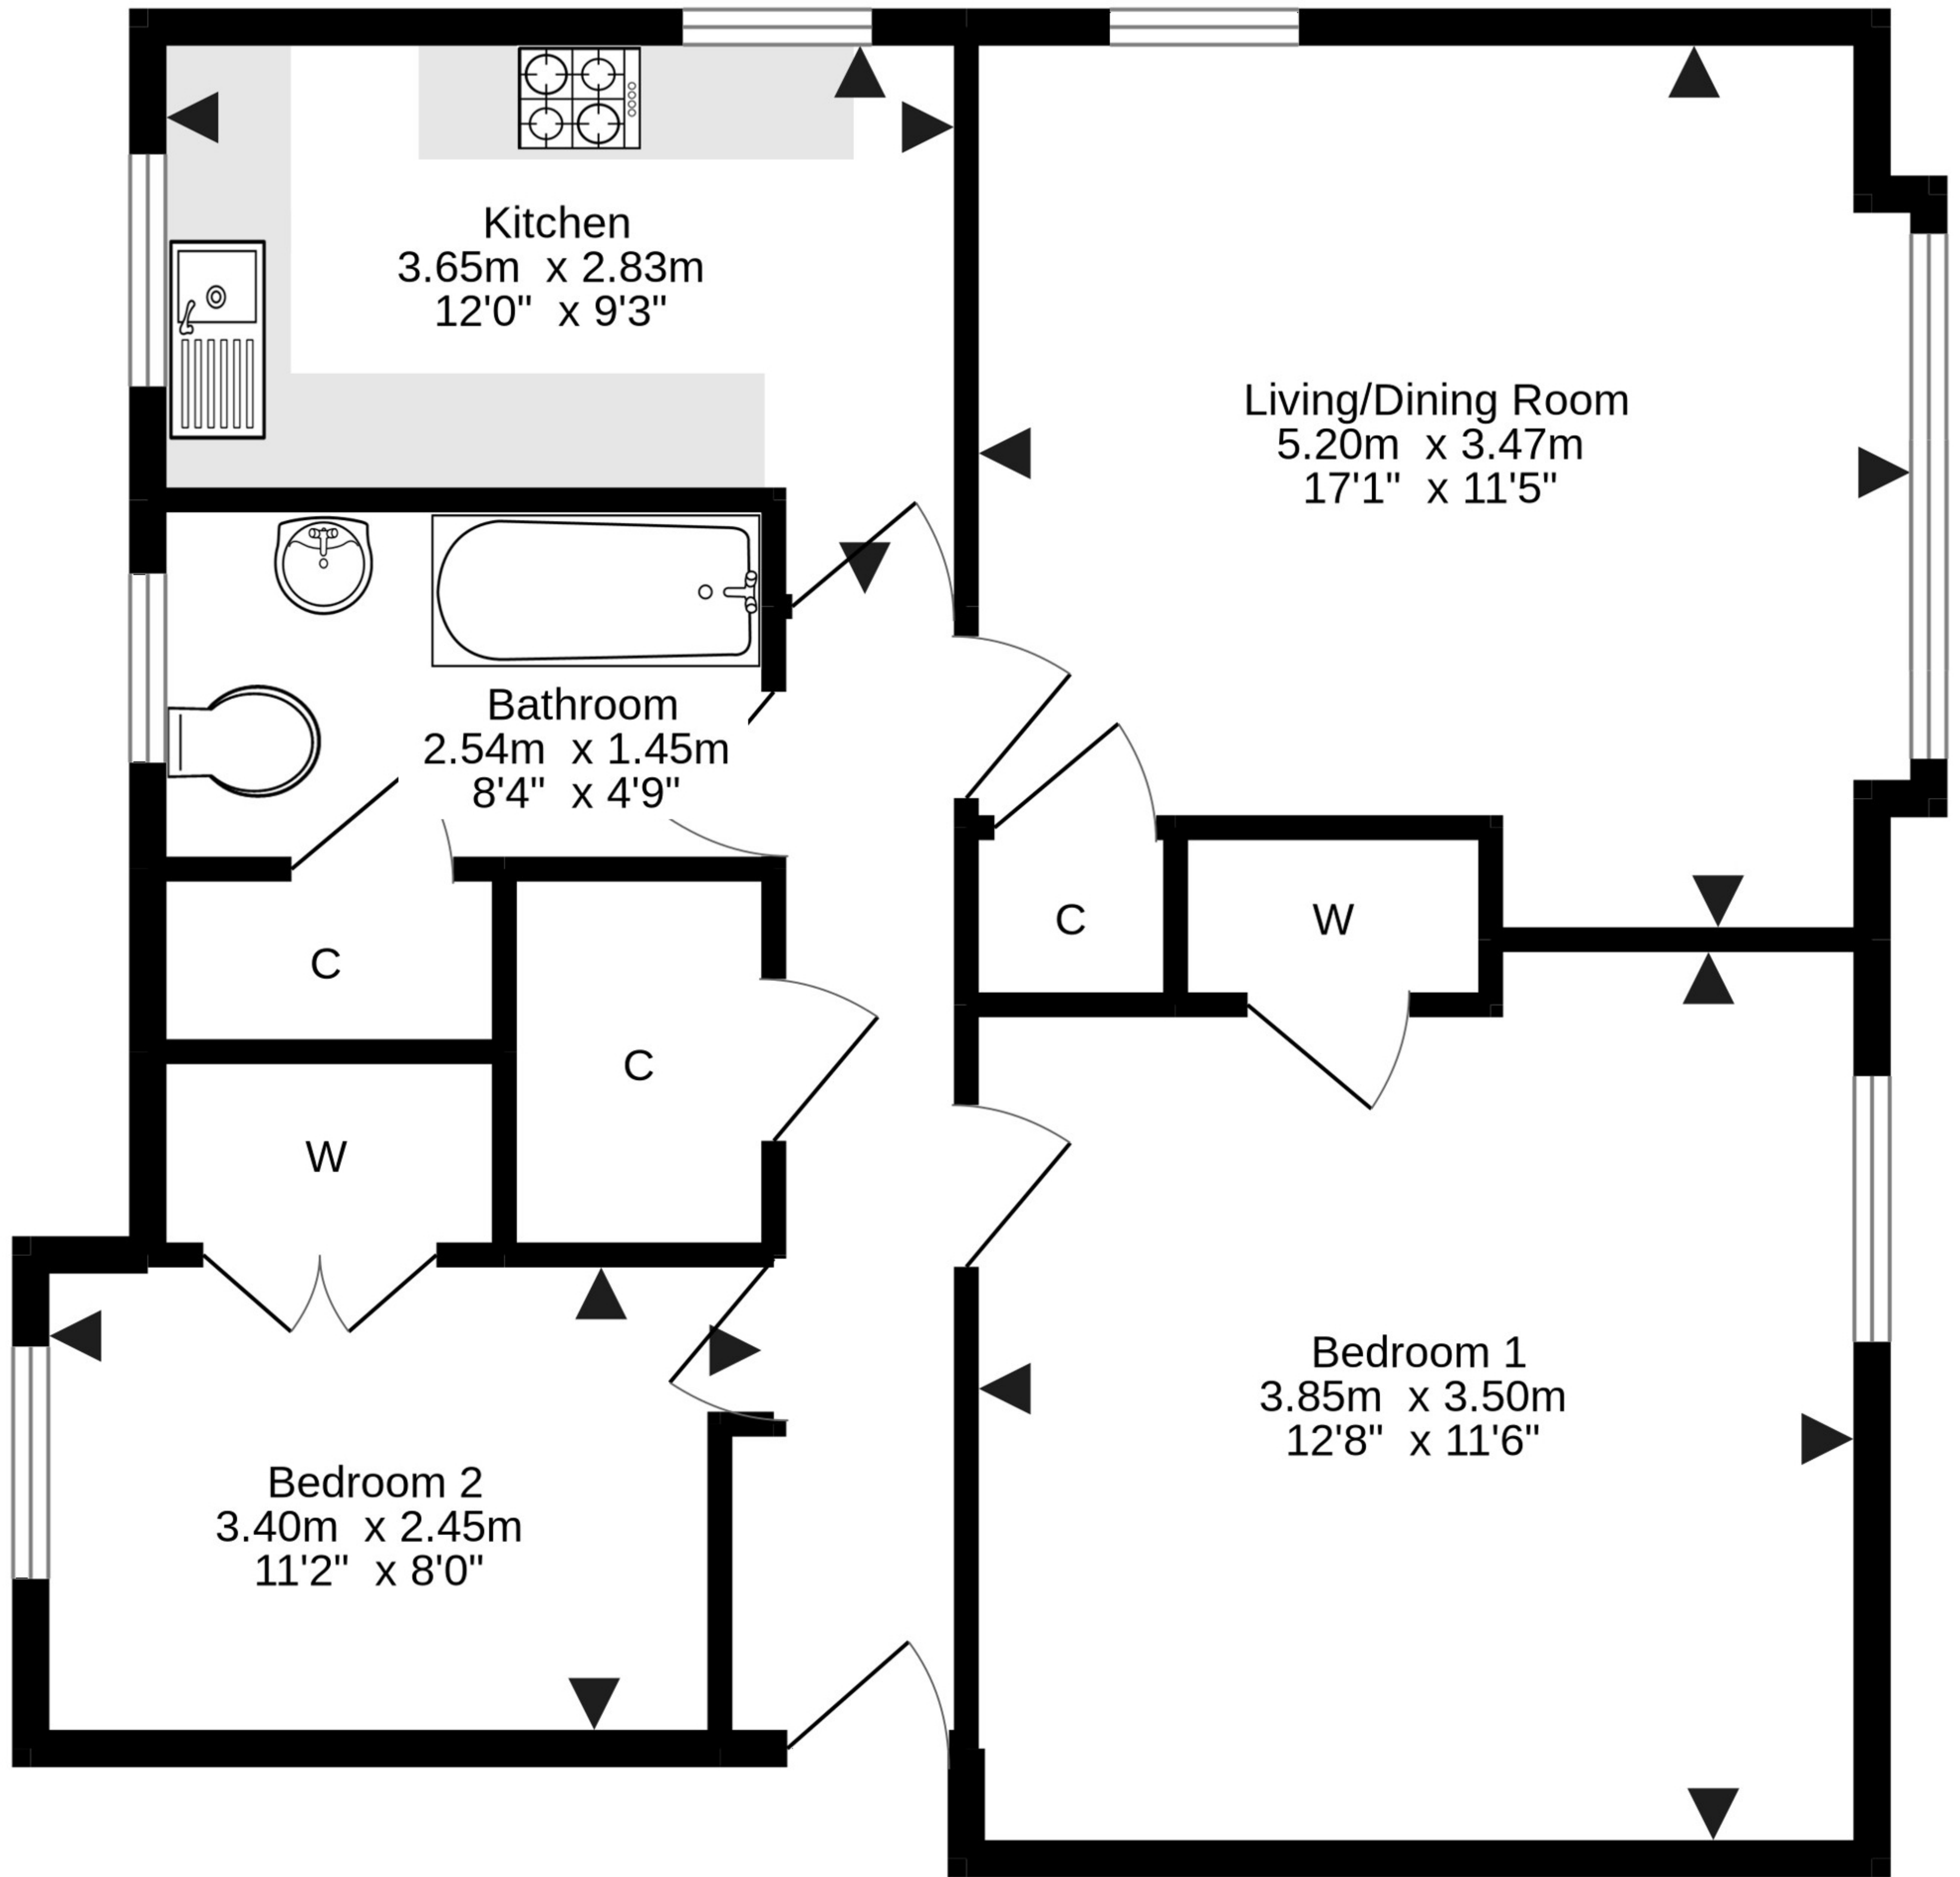 Kitchen
3.65m x 2.83m
12'0" x 9'3"
Living/Dining Room
5.20m x 3.47m
17'1" x 11'5"
Bathroom
2.54m x 1.45m
8'4" x 4'9"
C
W
C
C
W
Bedroom 1
3.85m x 3.50m
12'8" x 11'6"
Bedroom 2
3.40m x 2.45m
11'2" x 8'0"